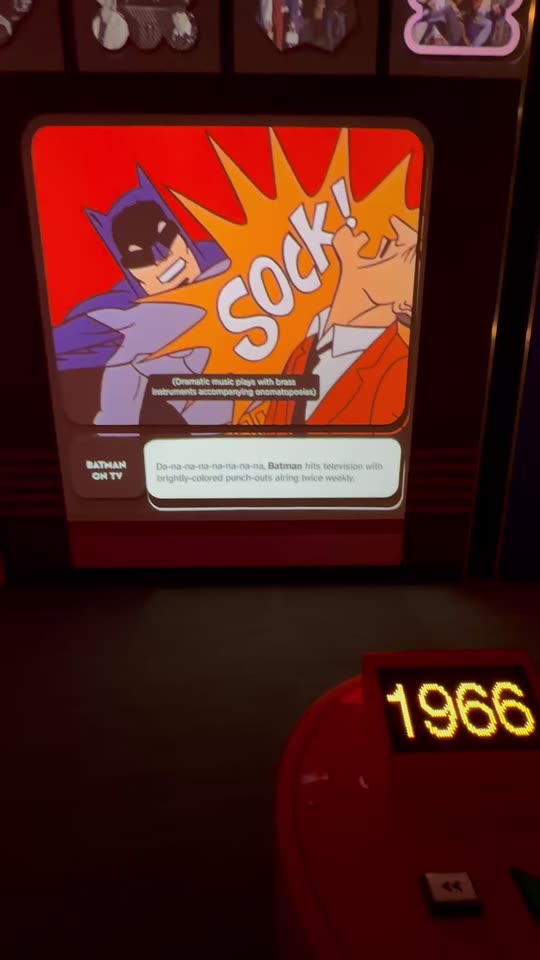 SOCK!
(Dramatic music plays with brass
instruments accompanying onomatopoeias)
BATMAN
ON TV
Da-na-na-na-na-na-na-na, Batman hits television with
brightly-colored punch-outs airing twice weekly.
1966